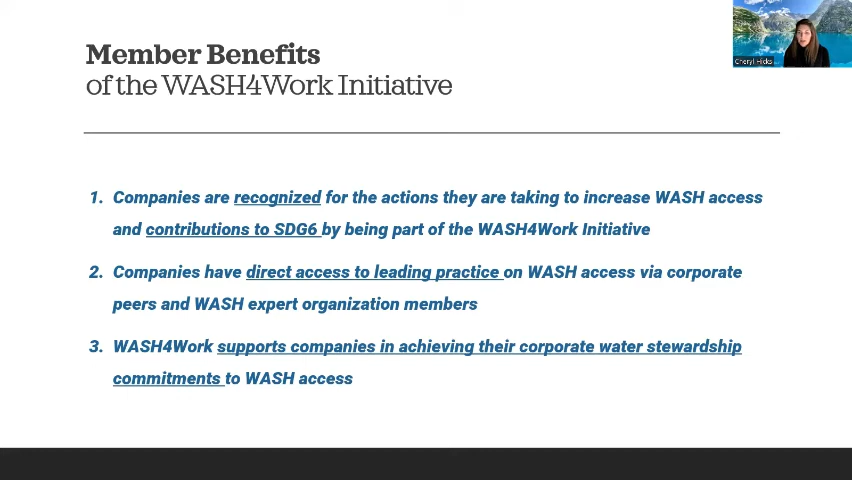 Member Benefits
of the WASH4Work Initiative
Cheryl Hicks
1. Companies are recognized for the actions they are taking to increase WASH access
and contributions to SDG6 by being part of the WASH4Work Initiative
2. Companies have direct access to leading practice on WASH access via corporate
peers and WASH expert organization members
3. WASH4Work supports companies in achieving their corporate water stewardship
commitments to WASH access